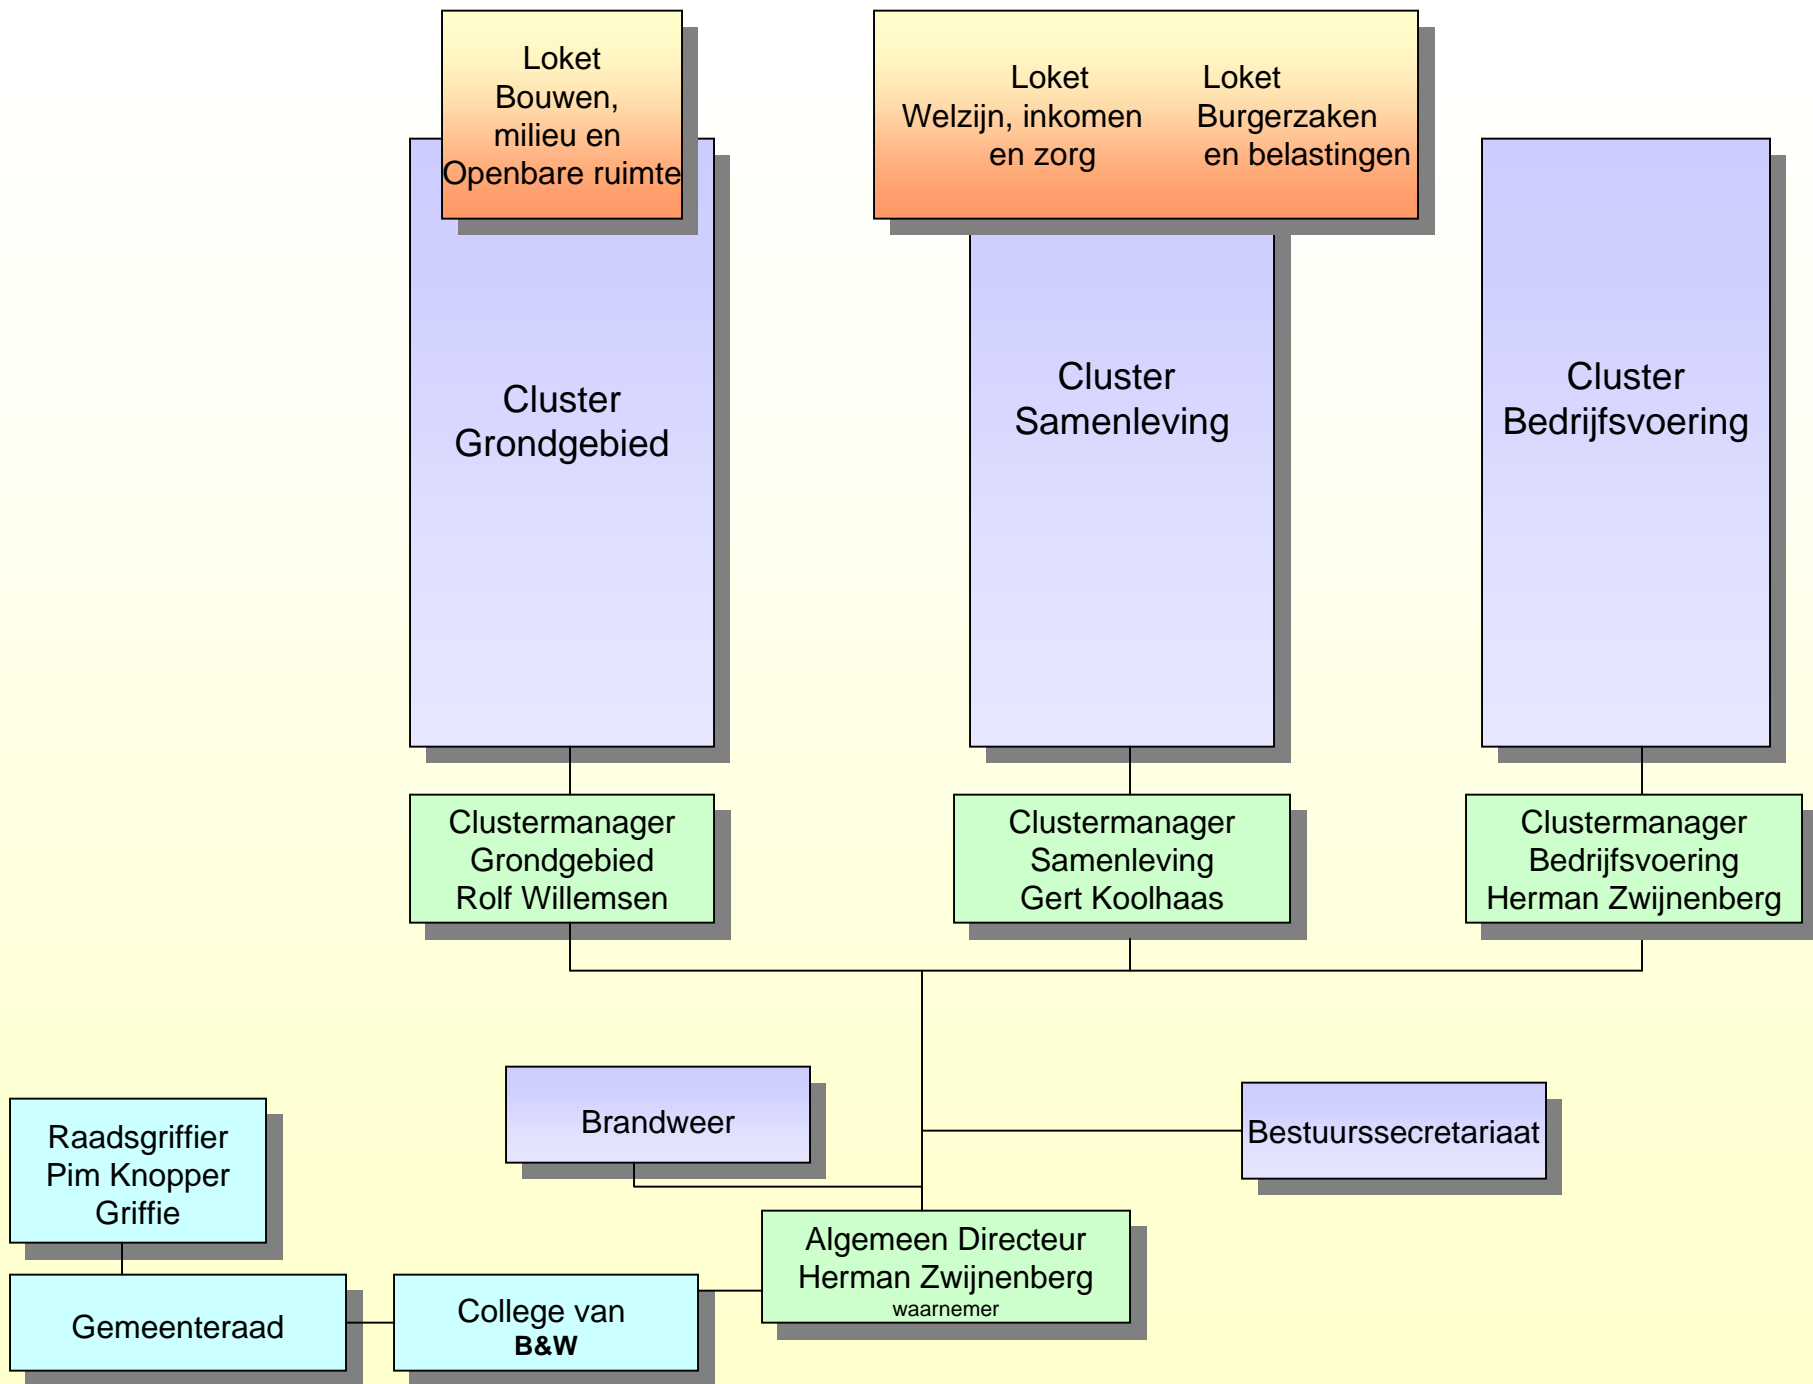 Loket
Bouwen,
milieu en
Openbare ruimte
Loket
Welzijn, inkomen
en zorg
Loket
Burgerzaken
en belastingen
Cluster
Grondgebied
Cluster
Samenleving
Cluster
Bedrijfsvoering
Clustermanager
Grondgebied
Rolf Willemsen
Clustermanager
Samenleving
Gert Koolhaas
Clustermanager
Bedrijfsvoering
Herman Zwijnenberg
Brandweer
Bestuurssecretariaat
Raadsgriffier
Pim Knopper
Griffie
Algemeen Directeur
Herman Zwijnenberg
waarnemer
Gemeenteraad
College van
B&W